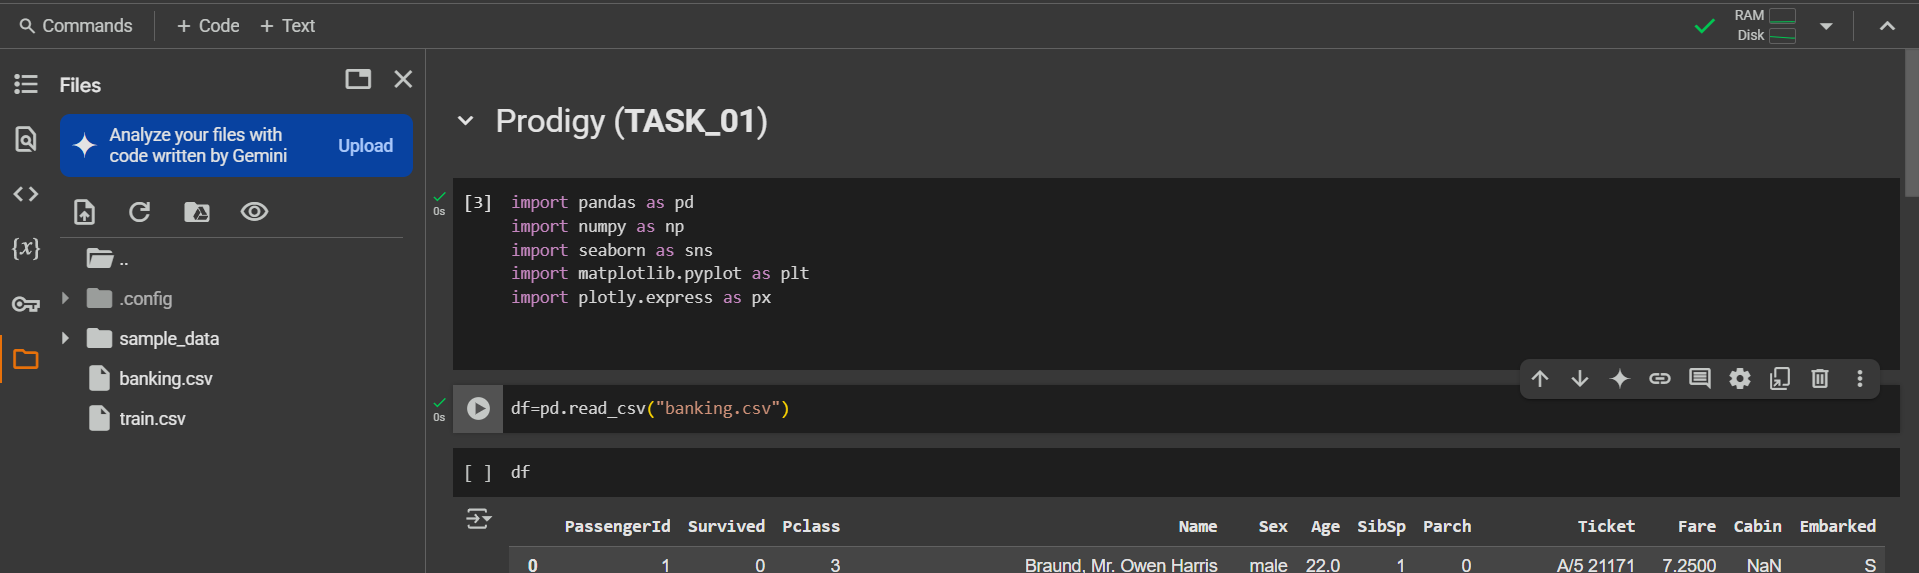 Commands + Code + Text
RAM
Disk
Files
Analyze your files with
code written by Gemini
Upload
..
.config
sample_data
banking.csv
train.csv
{x}
Prodigy (TASK_01)
0s
[3] import pandas as pd
import numpy as np
import seaborn as sns
import matplotlib.pyplot as plt
import plotly.express as px
0s
df=pd.read_csv("banking.csv")
[ ] df
PassengerId Survived Pclass Name Sex Age SibSp Parch Ticket Fare Cabin Embarked
0 1 0 3 Braund, Mr. Owen Harris male 22.0 1 0 A/5 21171 7.2500 NaN S